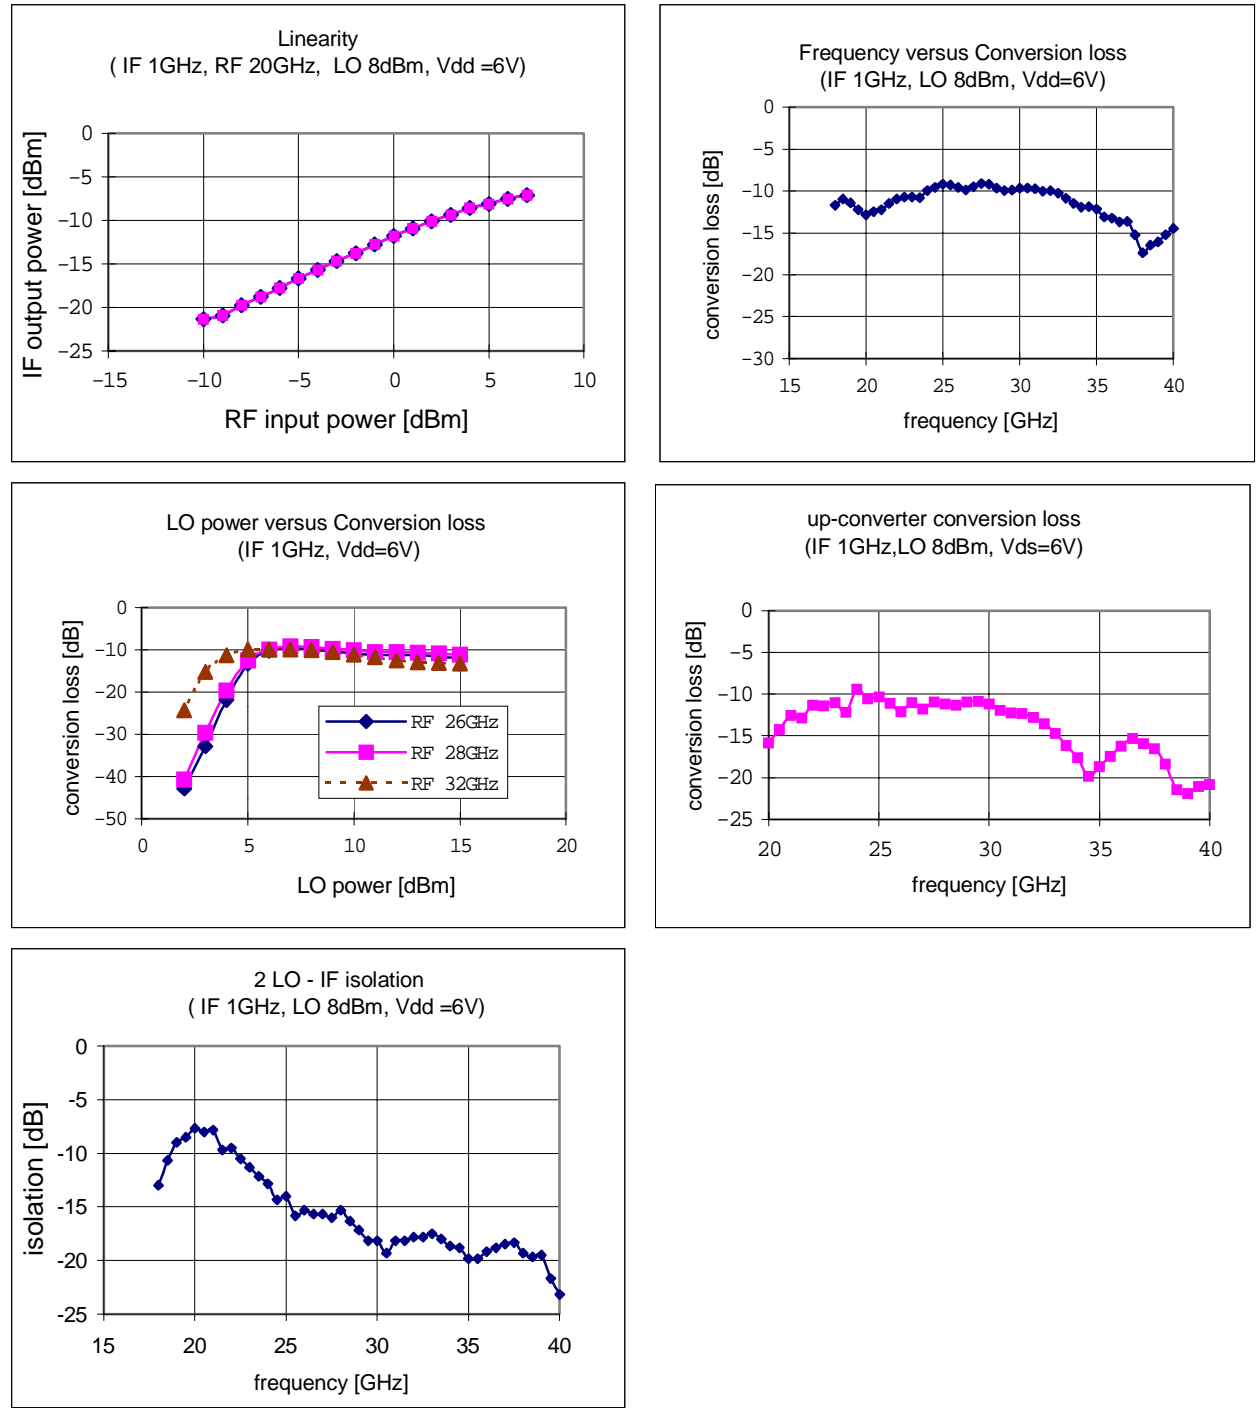 Linearity
( IF 1GHz, RF 20GHz, LO 8dBm, Vdd =6V)
IF output power [dBm]
0
−5
−10
−15
−20
−25
−15 −10 −5 0 5 10
RF input power [dBm]
Frequency versus Conversion loss
(IF 1GHz, LO 8dBm, Vdd=6V)
conversion loss [dB]
0
−5
−10
−15
−20
−25
−30
15 20 25 30 35 40
frequency [GHz]
LO power versus Conversion loss
(IF 1GHz, Vdd=6V)
conversion loss [dB]
0
−10
−20
−30
−40
−50
RF 26GHz
RF 28GHz
RF 32GHz
0 5 10 15 20
LO power [dBm]
up-converter conversion loss
(IF 1GHz,LO 8dBm, Vds=6V)
conversion loss [dB]
0
−5
−10
−15
−20
−25
20 25 30 35 40
frequency [GHz]
2 LO - IF isolation
( IF 1GHz, LO 8dBm, Vdd =6V)
isolation [dB]
0
-5
-10
-15
-20
-25
15 20 25 30 35 40
frequency [GHz]